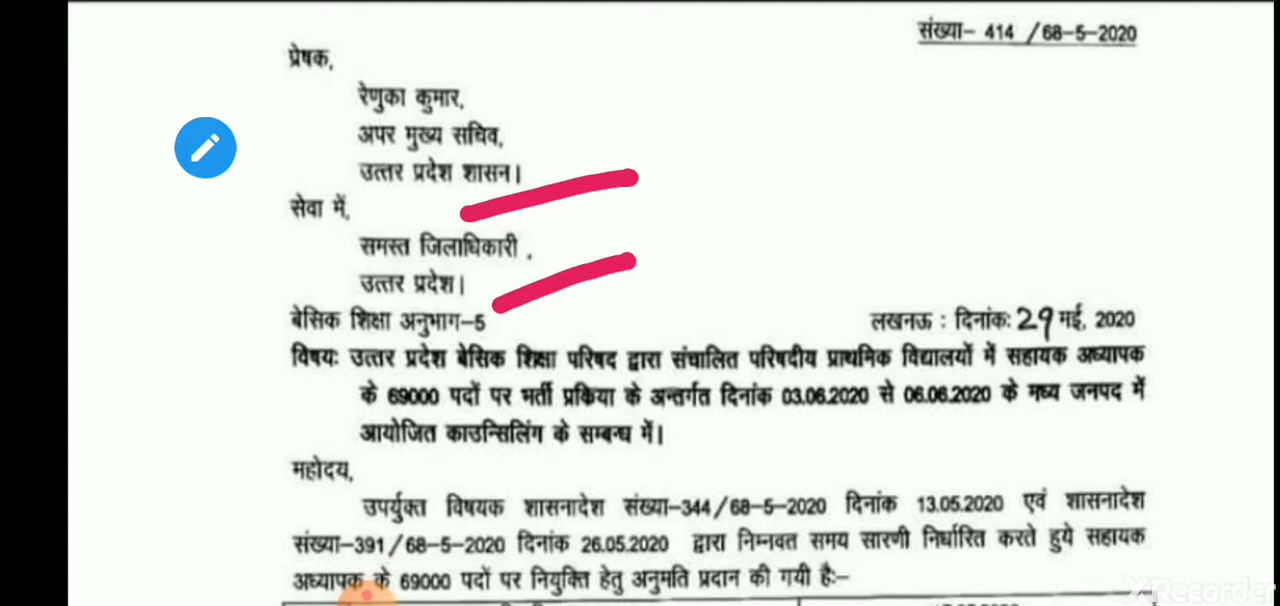 संख्या- 414 /68-5-2020
प्रेषक,
रेणुका कुमार,
अपर मुख्य सचिव,
उत्तर प्रदेश शासन।
सेवा में,
समस्त जिलाधिकारी ,
उत्तर प्रदेश।
बेसिक शिक्षा अनुभाग-5 लखनऊ : दिनांकः 29 मई, 2020
विषयः उत्तर प्रदेश बेसिक शिक्षा परिषद द्वारा संचालित परिषदीय प्राथमिक विद्यालयों में सहायक अध्यापक
के 69000 पदों पर भर्ती प्रकिया के अन्तर्गत दिनांक 03.06.2020 से 06.06.2020 के मध्य जनपद में
आयोजित काउन्सिलिंग के सम्बन्ध में।
महोदय,
उपर्युक्त विषयक शासनादेश संख्या-344/68-5-2020 दिनांक 13.05.2020 एवं शासनादेश
संख्या-391/68-5-2020 दिनांक 26.05.2020 द्वारा निम्नवत समय सारणी निर्धारित करते हुये सहायक
अध्यापक के 69000 पदों पर नियुक्ति हेतु अनुमति प्रदान की गयी हैः-
XRecorder